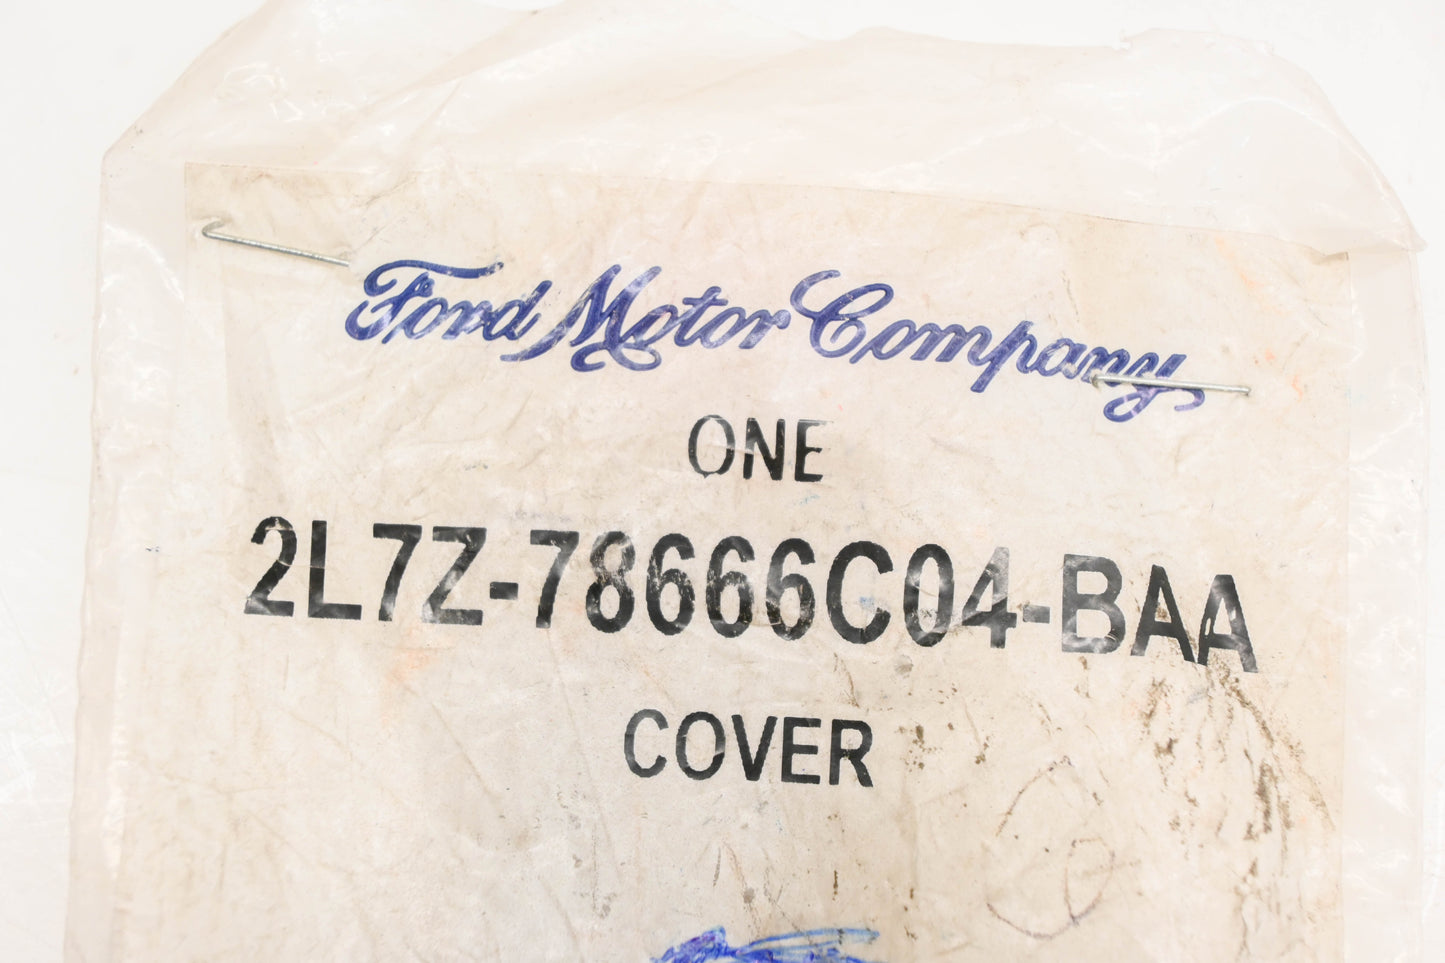 Ford Motor Company
ONE
2L7Z-78666C04-BAA
COVER